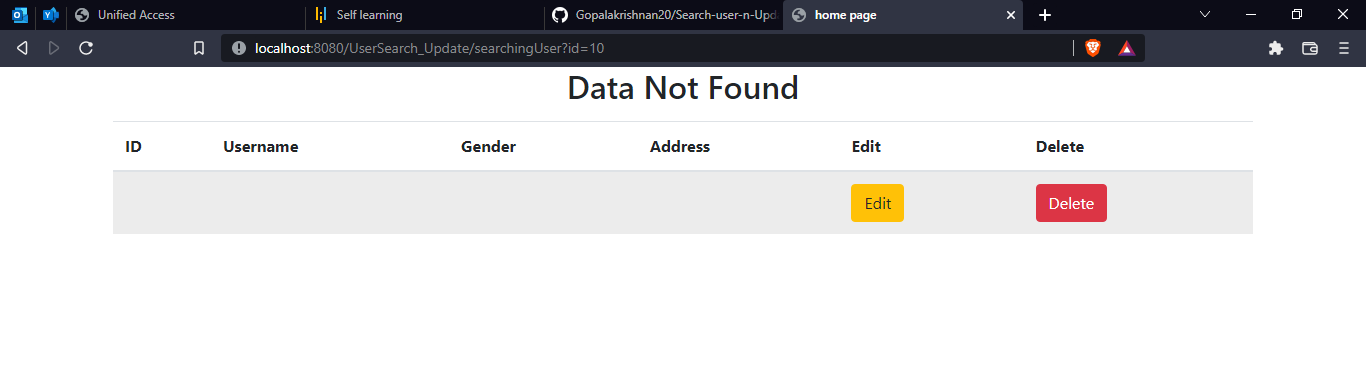 Unified Access
Self learning
Gopalakrishnan20/Search-user-n-Upd
home page
localhost:8080/UserSearch_Update/searchingUser?id=10
Data Not Found
ID Username Gender Address Edit Delete
Edit Delete